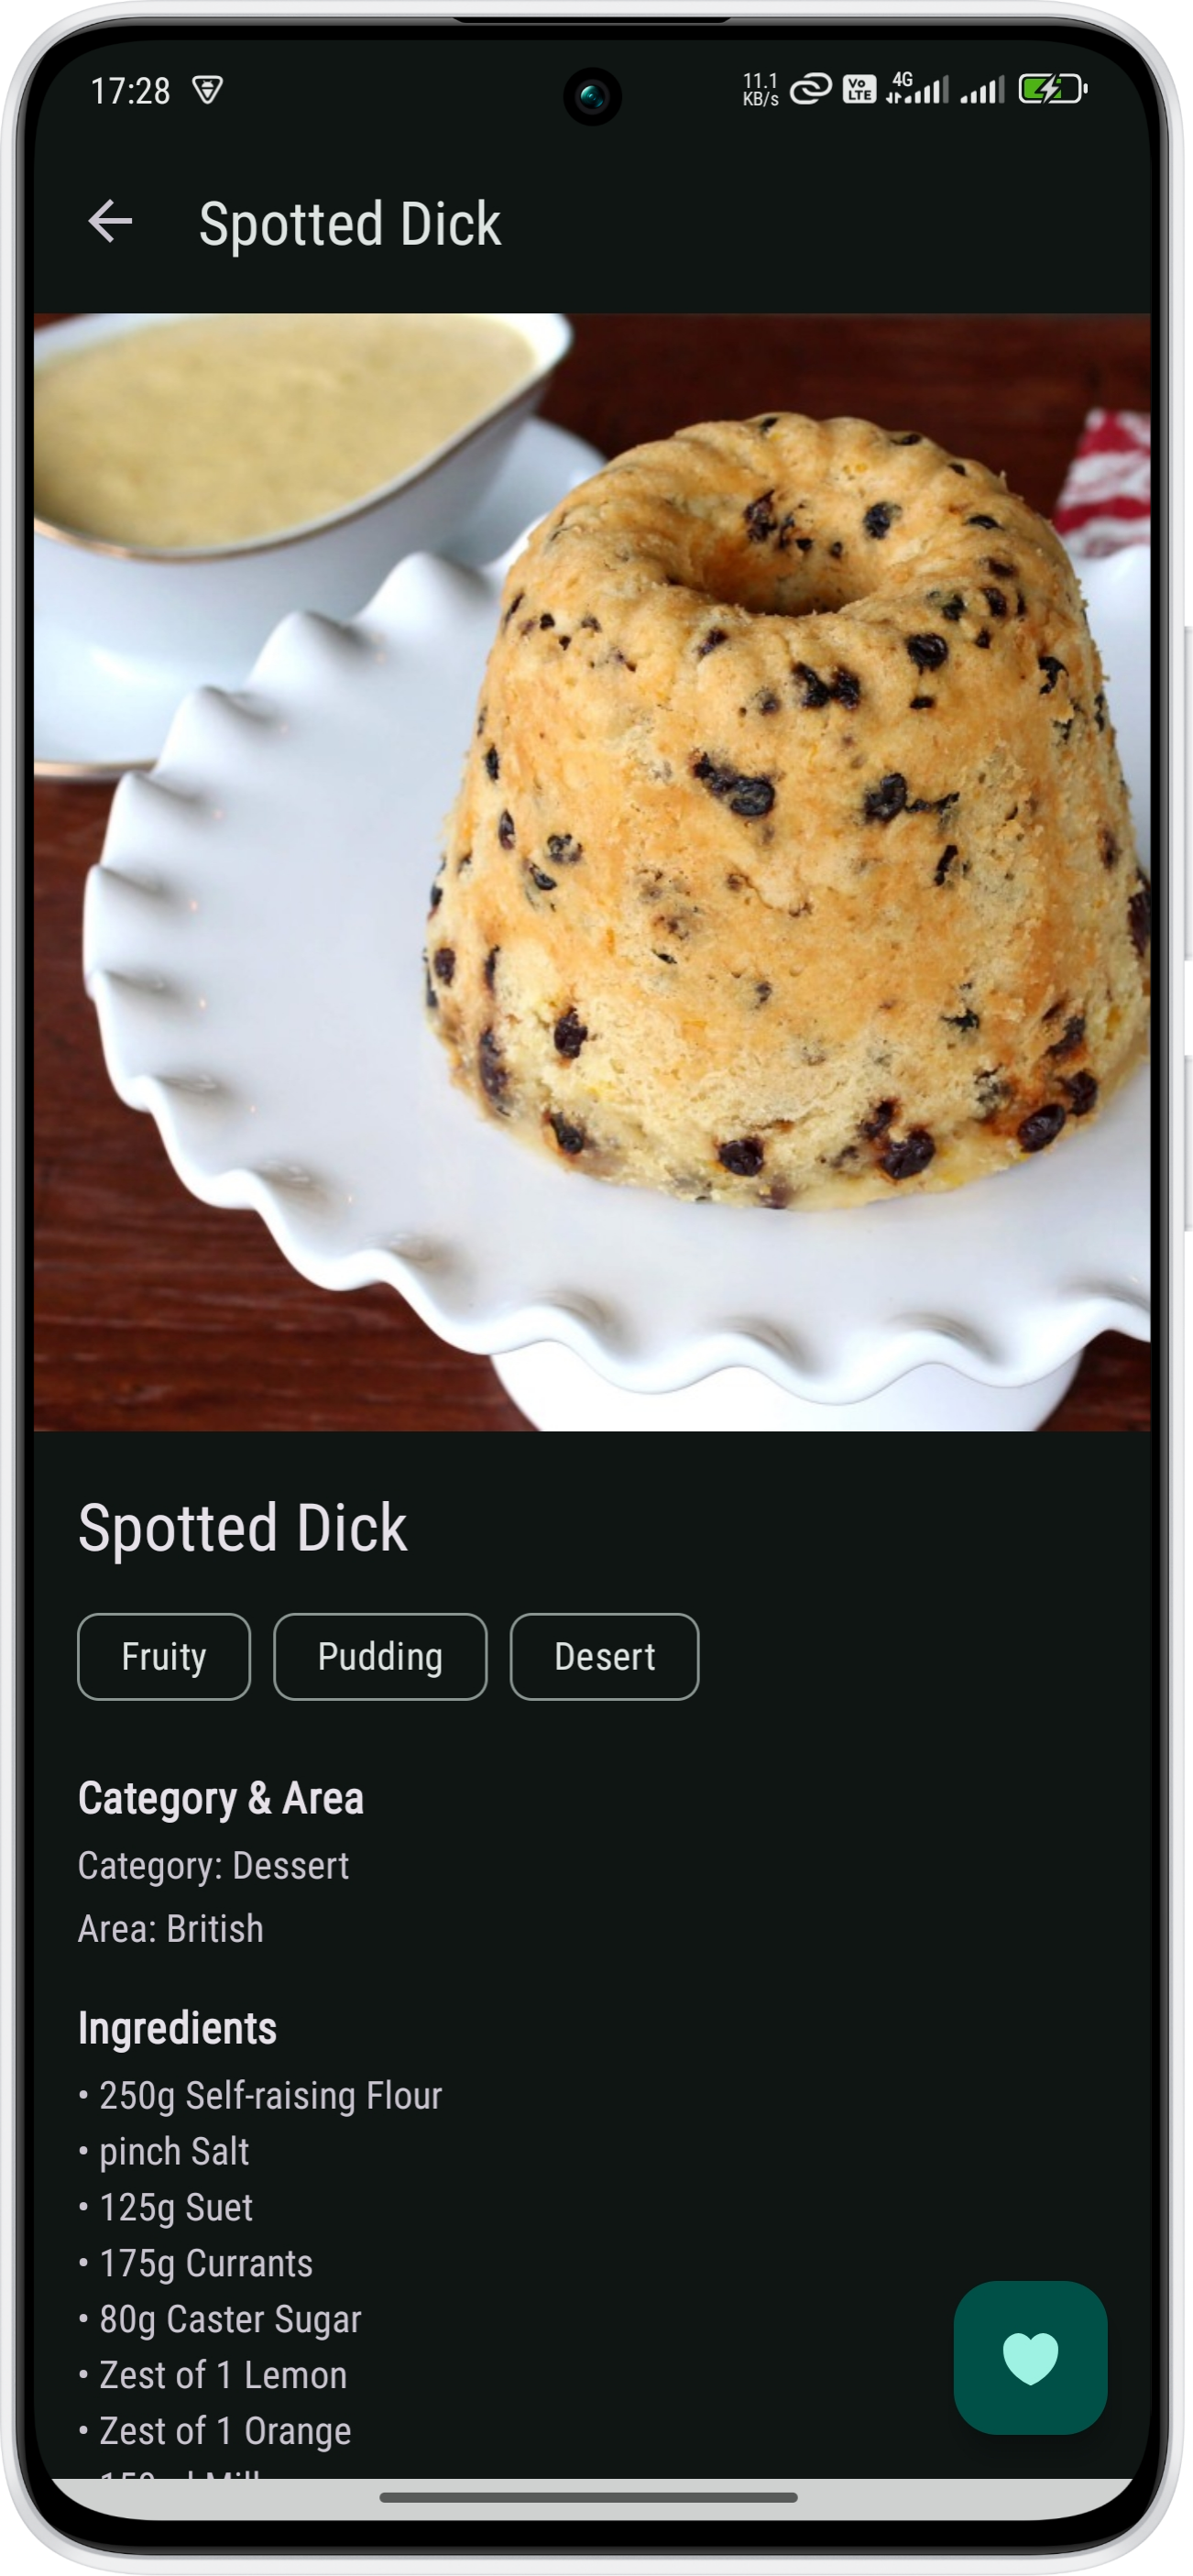 17:28
11.1
KB/s
Vo
LTE
4G
Spotted Dick
Spotted Dick
Fruity
Pudding
Desert
Category & Area
Category: Dessert
Area: British
Ingredients
• 250g Self-raising Flour
• pinch Salt
• 125g Suet
• 175g Currants
• 80g Caster Sugar
• Zest of 1 Lemon
• Zest of 1 Orange